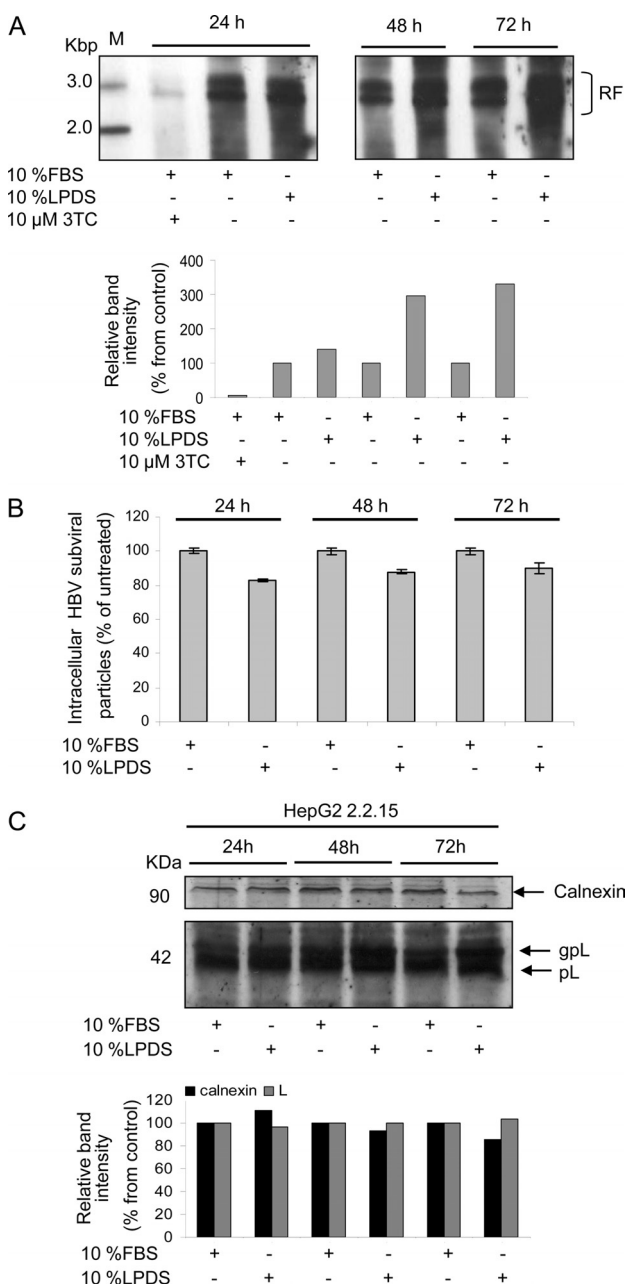 A
24 h
48 h
72 h
Kbp
M
3.0
2.0
RF
10 %FBS + + - + - + -
10 %LPDS - - + - + - +
10 µM 3TC + - - - - - -
Relative band intensity (% from control)
400
300
200
100
0
10 %FBS + + - + - + -
10 %LPDS - - + - + - +
10 µM 3TC + - - - - - -
B
24 h
48 h
72 h
Intracellular HBV subviral particles (% of untreated)
120
100
80
60
40
20
0
10 %FBS + - + - + -
10 %LPDS - + - + - +
C
HepG2 2.2.15
24h
48h
72h
KDa
90
Calnexin
42
gpL
pL
10 %FBS + - + - + -
10 %LPDS - + - + - +
calnexin
L
Relative band intensity (% from control)
120
100
80
60
40
20
0
10 %FBS + - + - + -
10 %LPDS - + - + - +